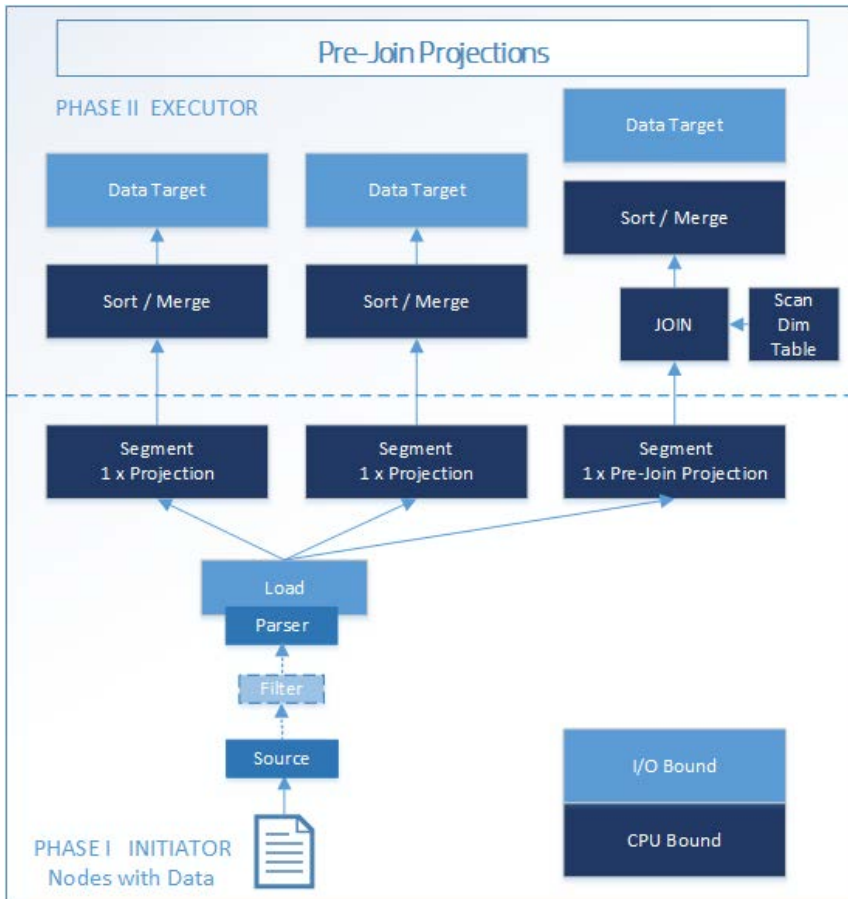 Pre-Join Projections
PHASE II EXECUTOR
Data Target
Data Target
Data Target
Sort / Merge
Sort / Merge
Sort / Merge
JOIN
Scan
Dim
Table
Segment
1 x Projection
Segment
1 x Projection
Segment
1 x Pre-Join Projection
Load
Parser
Filter
Source
PHASE I INITIATOR
Nodes with Data
I/O Bound
CPU Bound